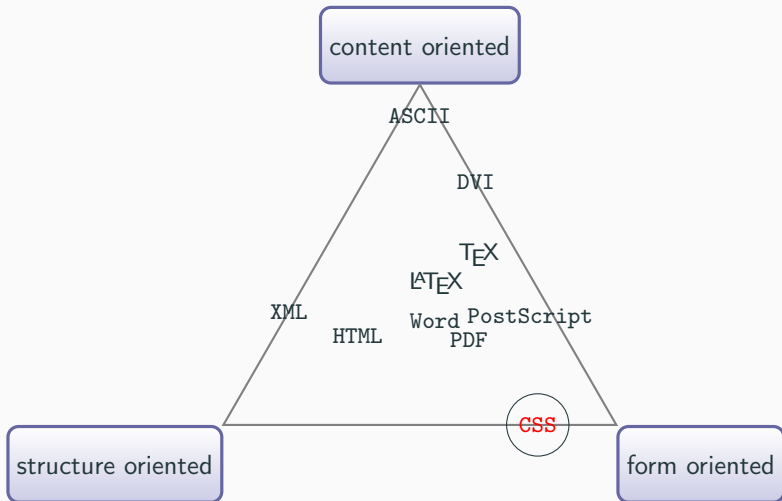 content oriented
ASCII
DVI
TEX
LATEX
XML
Word PostScript
HTML
PDF
CSS
structure oriented
form oriented